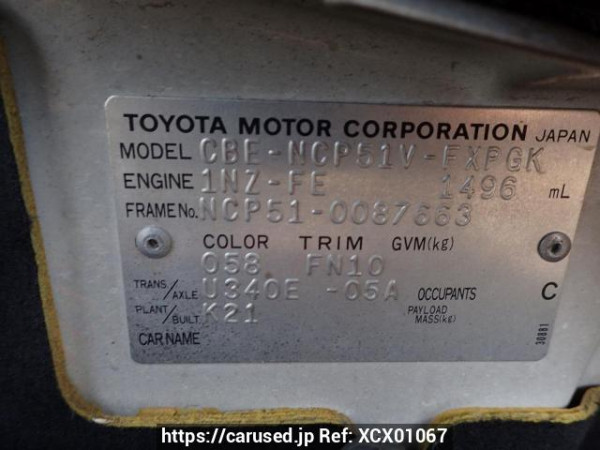 TOYOTA MOTOR CORPORATION JAPAN
MODEL CBE-NCP51V-EXPGK
ENGINE 1NZ-FE 1496 mL
FRAME No. NCP51-0087663
COLOR TRIM GVM(kg)
058 FN10
TRANS/AXLE U340E -05A OCCUPANTS C
PLANT/BUILT K21 PAYLOAD MASS(kg)
CAR NAME
30881
https://carused.jp Ref: XCX01067